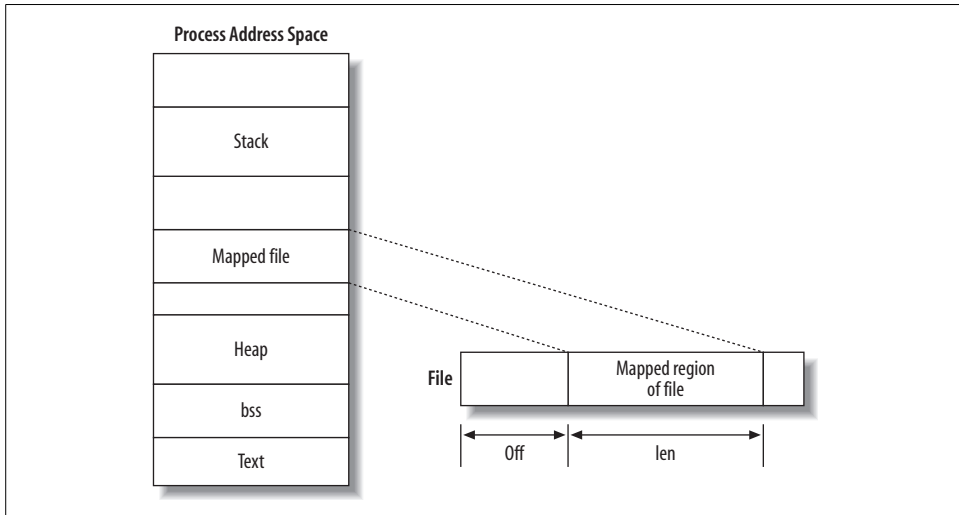 Process Address Space
Stack
Mapped file
Heap
bss
Text
File
Mapped region
of file
Off
len